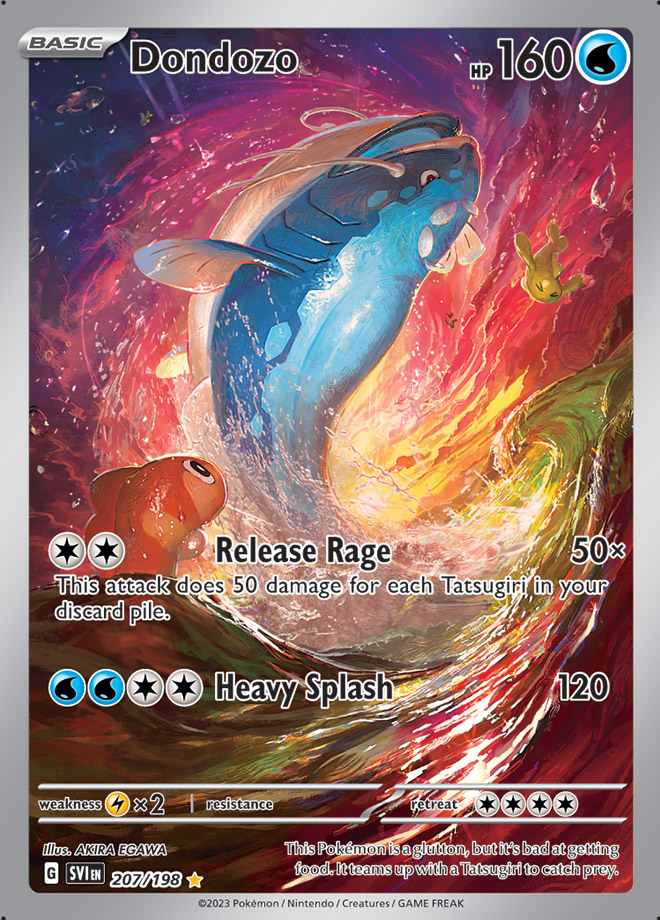 BASIC
Dondozo
HP 160
Release Rage 50×
This attack does 50 damage for each Tatsugiri in your
discard pile.
Heavy Splash 120
weakness ×2 resistance retreat
Illus. AKIRA EGAWA
This Pokémon is a glutton, but it's bad at getting
food. It teams up with a Tatsugiri to catch prey.
G SVI EN 207/198
©2023 Pokémon / Nintendo / Creatures / GAME FREAK